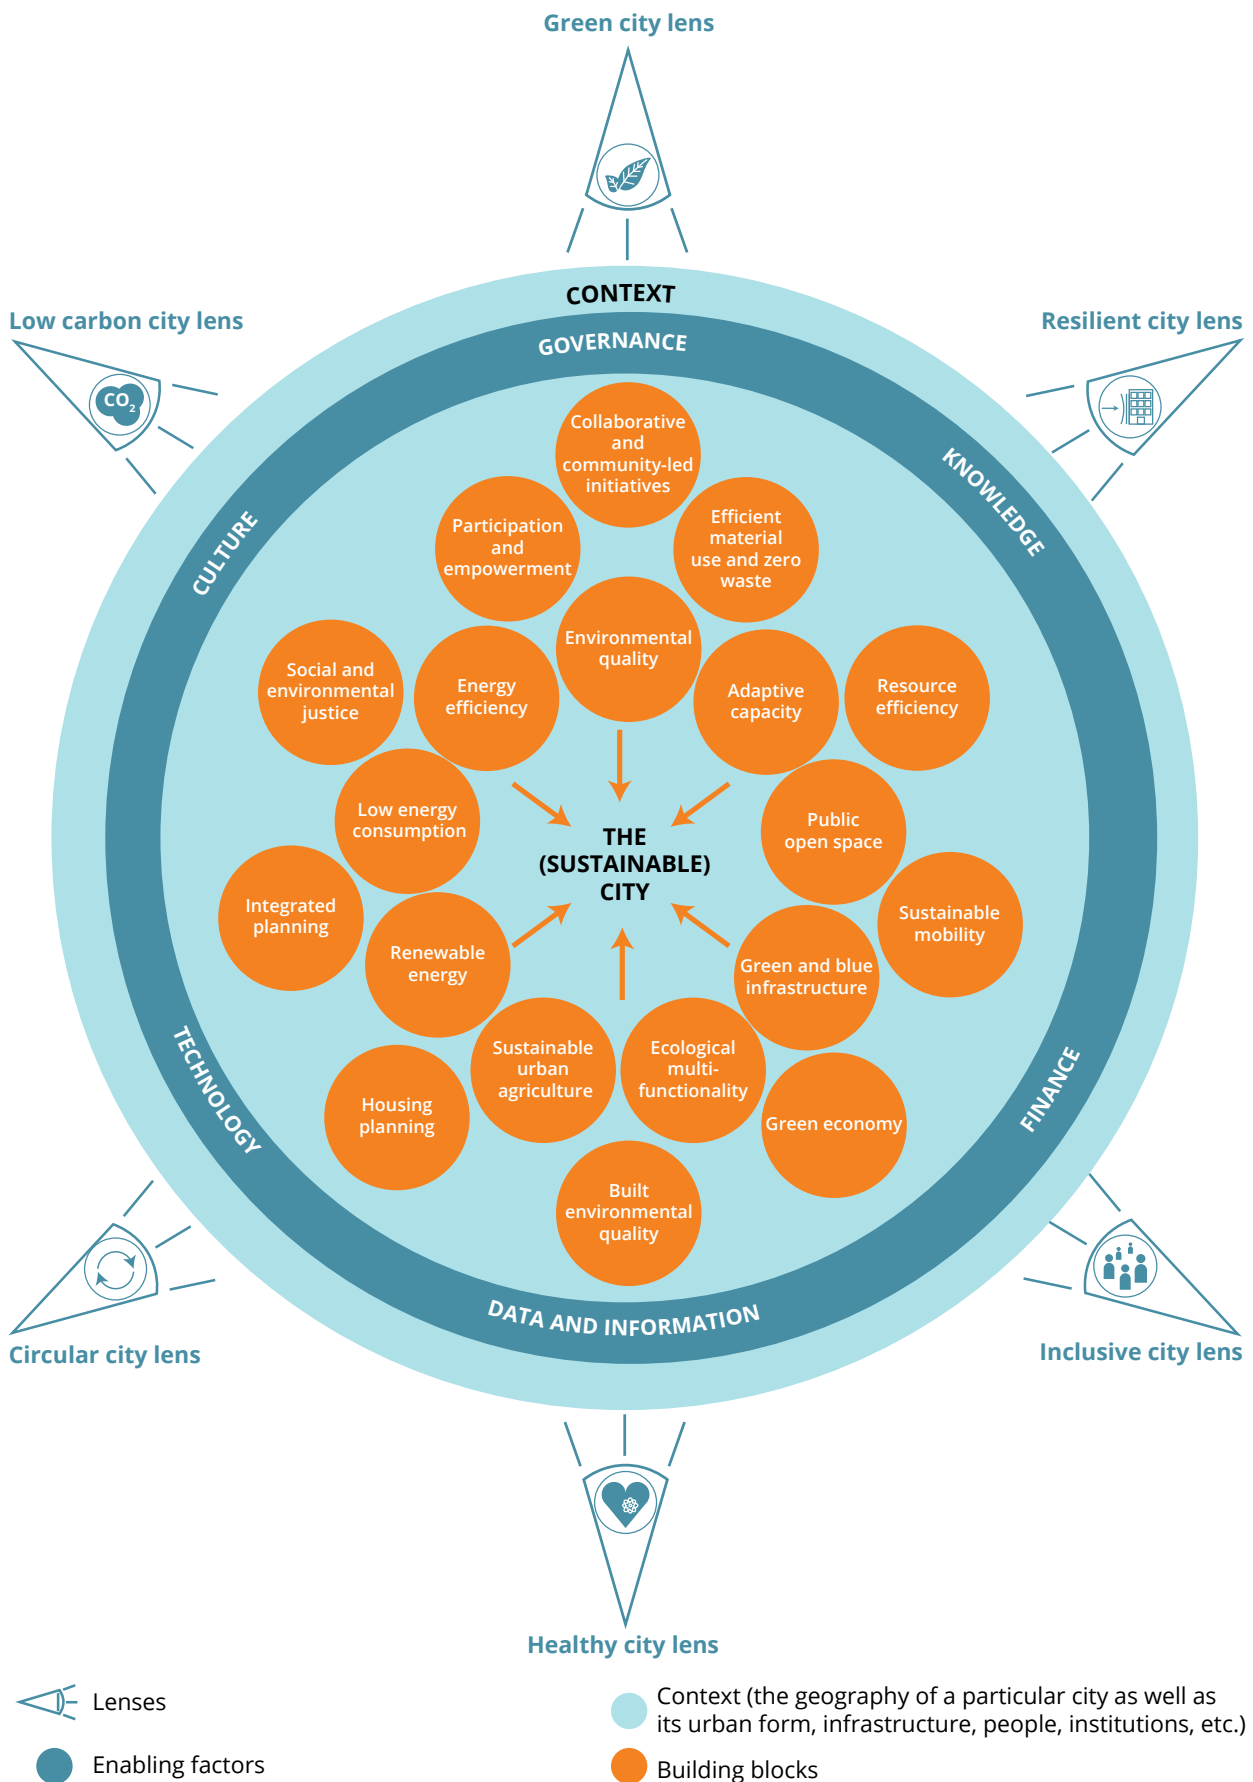 Green city lens
Low carbon city lens
Resilient city lens
CO2
CONTEXT
GOVERNANCE
KNOWLEDGE
CULTURE
Collaborative
and
community-led
initiatives
Participation
and
empowerment
Efficient
material
use and zero
waste
Environmental
quality
Social and
environmental
justice
Energy
efficiency
Adaptive
capacity
Resource
efficiency
Low energy
consumption
Public
open space
THE
(SUSTAINABLE)
CITY
Integrated
planning
Renewable
energy
Sustainable
mobility
Green and blue
infrastructure
TECHNOLOGY
FINANCE
Sustainable
urban
agriculture
Ecological
multi-
functionality
Housing
planning
Green economy
Built
environmental
quality
DATA AND INFORMATION
Circular city lens
Inclusive city lens
Healthy city lens
Lenses
Enabling factors
Context (the geography of a particular city as well as
its urban form, infrastructure, people, institutions, etc.)
Building blocks